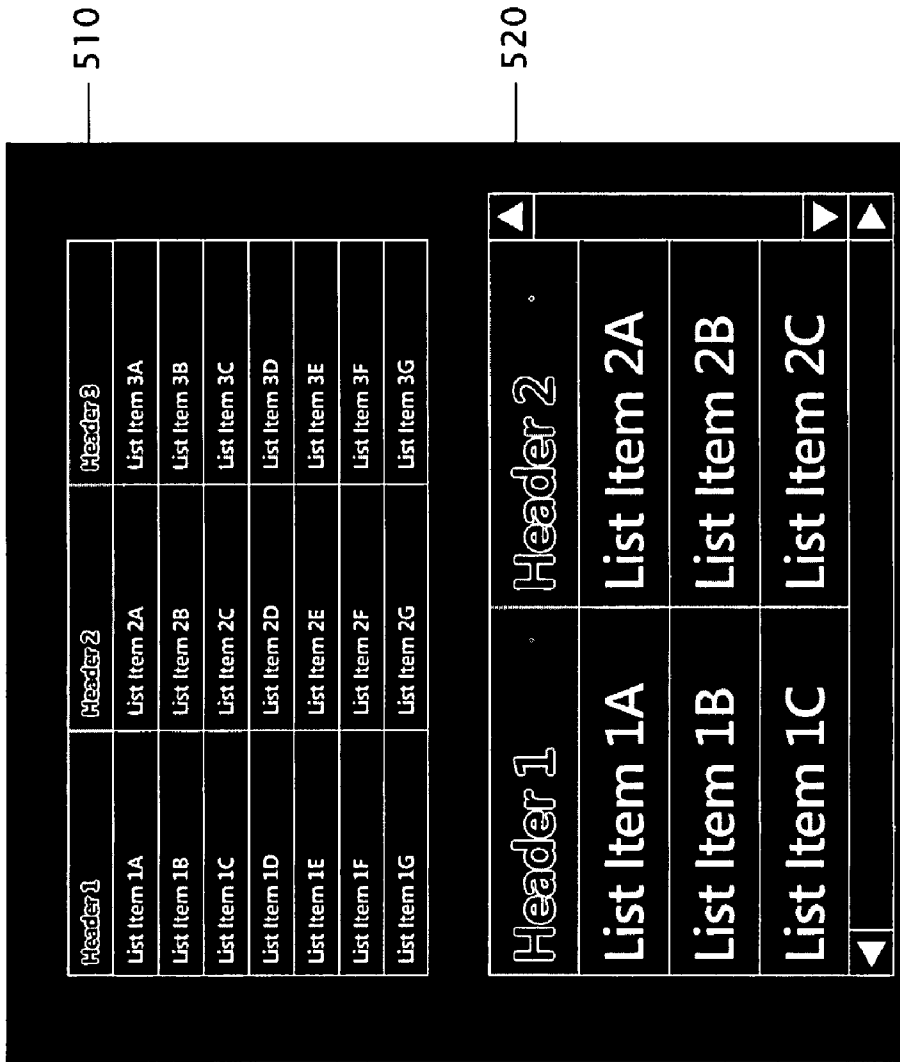 Header 1 Header 2 Header 3
List Item 1A List Item 2A List Item 3A
List Item 1B List Item 2B List Item 3B
List Item 1C List Item 2C List Item 3C
List Item 1D List Item 2D List Item 3D
List Item 1E List Item 2E List Item 3E
List Item 1F List Item 2F List Item 3F
List Item 1G List Item 2G List Item 3G
510
Header 1 Header 2
List Item 1A List Item 2A
List Item 1B List Item 2B
List Item 1C List Item 2C
520